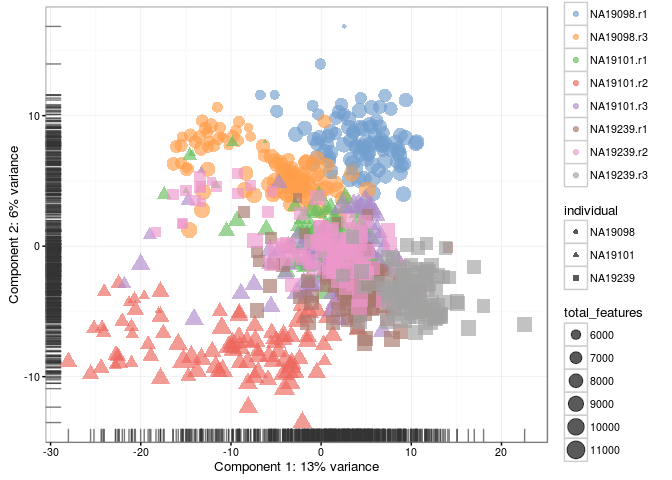 10
0
-10
-30
-20
-10
0
10
20
Component 1: 13% variance
Component 2: 6% variance
NA19098.r1
NA19098.r3
NA19101.r1
NA19101.r2
NA19101.r3
NA19239.r1
NA19239.r2
NA19239.r3
individual
NA19098
NA19101
NA19239
total_features
6000
7000
8000
9000
10000
11000